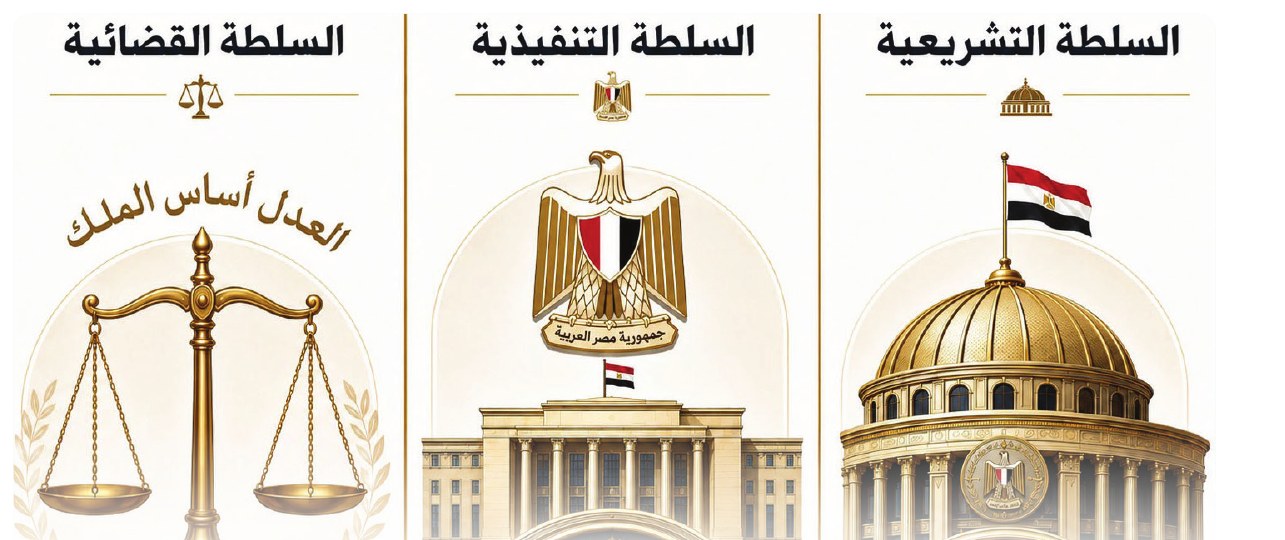 السلطة التشريعية
السلطة التنفيذية
جمهورية مصر العربية
السلطة القضائية
العدل أساس الملك